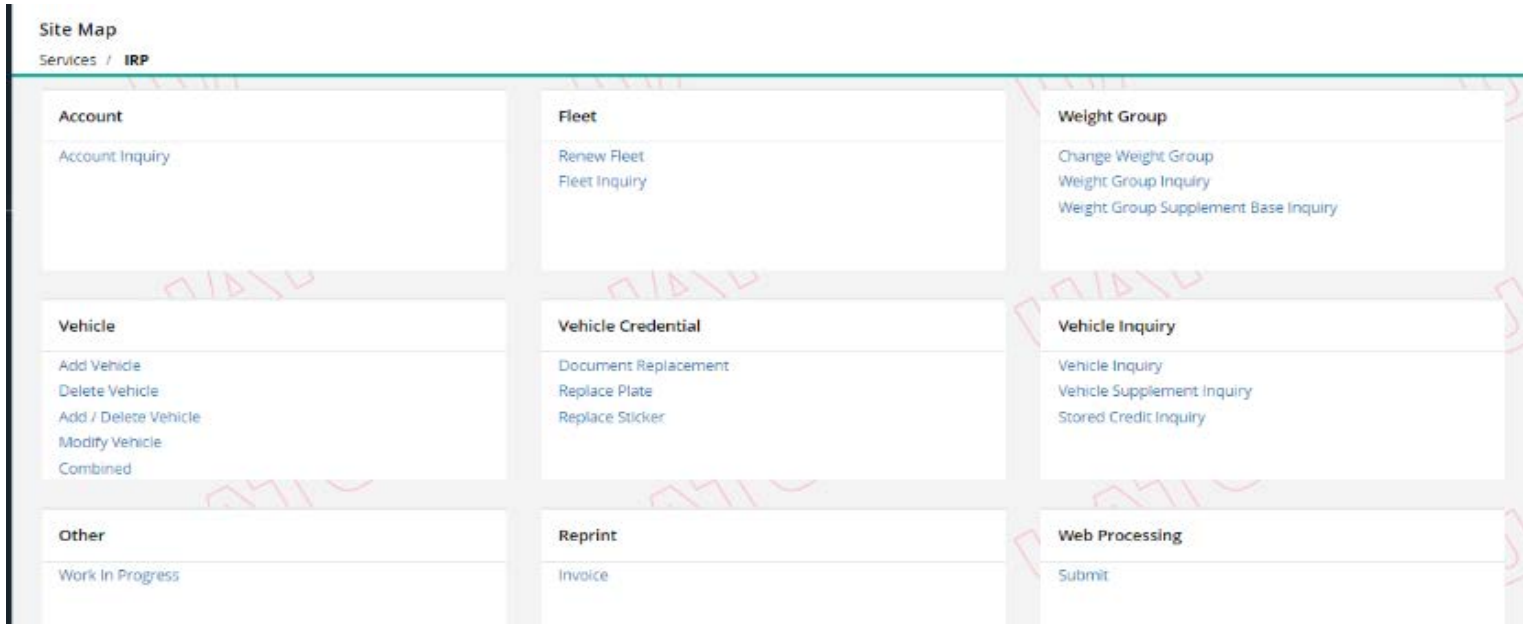 Site Map
Services / IRP
Account
Account Inquiry
Fleet
Renew Fleet
Fleet Inquiry
Weight Group
Change Weight Group
Weight Group Inquiry
Weight Group Supplement Base Inquiry
Vehicle
Add Vehicle
Delete Vehicle
Add / Delete Vehicle
Modify Vehicle
Combined
Vehicle Credential
Document Replacement
Replace Plate
Replace Sticker
Vehicle Inquiry
Vehicle Inquiry
Vehicle Supplement Inquiry
Stored Credit Inquiry
Other
Work In Progress
Reprint
Invoice
Web Processing
Submit